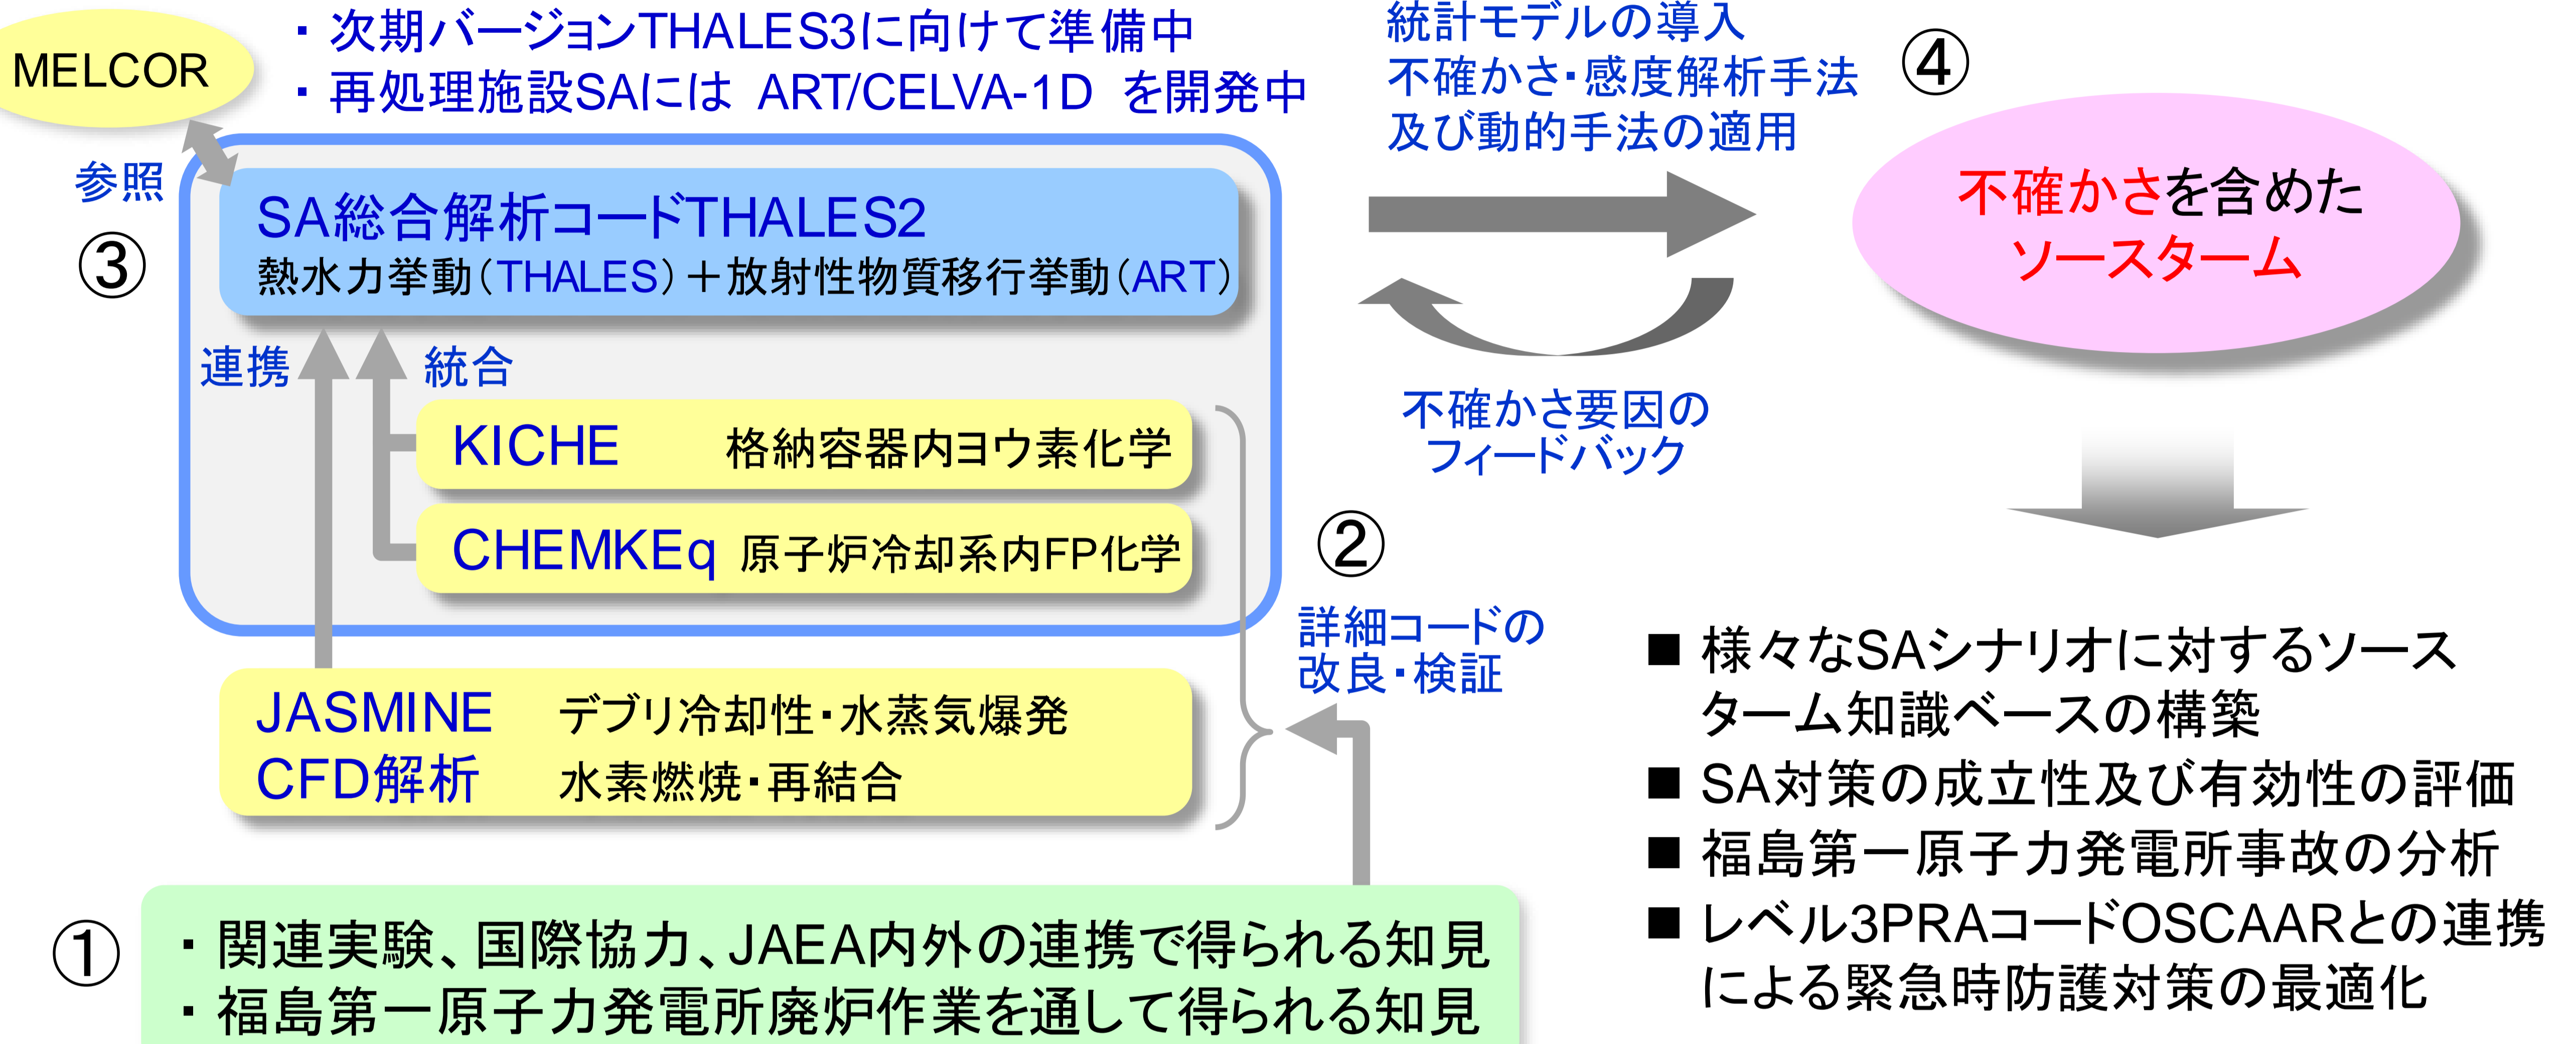 MELCOR
・次期バージョンTHALES3に向けて準備中
・再処理施設SAには ART/CELVA-1D を開発中
参照
③
SA総合解析コードTHALES2
熱水力挙動(THALES)＋放射性物質移行挙動(ART)
連携
統合
KICHE 格納容器内ヨウ素化学
CHEMKEq 原子炉冷却系内FP化学
JASMINE デブリ冷却性・水蒸気爆発
CFD解析 水素燃焼・再結合
②
詳細コードの
改良・検証
①
・関連実験、国際協力、JAEA内外の連携で得られる知見
・福島第一原子力発電所廃炉作業を通して得られる知見
統計モデルの導入
不確かさ・感度解析手法
及び動的手法の適用
不確かさ要因の
フィードバック
④
不確かさを含めた
ソースターム
■ 様々なSAシナリオに対するソース
ターム知識ベースの構築
■ SA対策の成立性及び有効性の評価
■ 福島第一原子力発電所事故の分析
■ レベル3PRAコードOSCAARとの連携
による緊急時防護対策の最適化